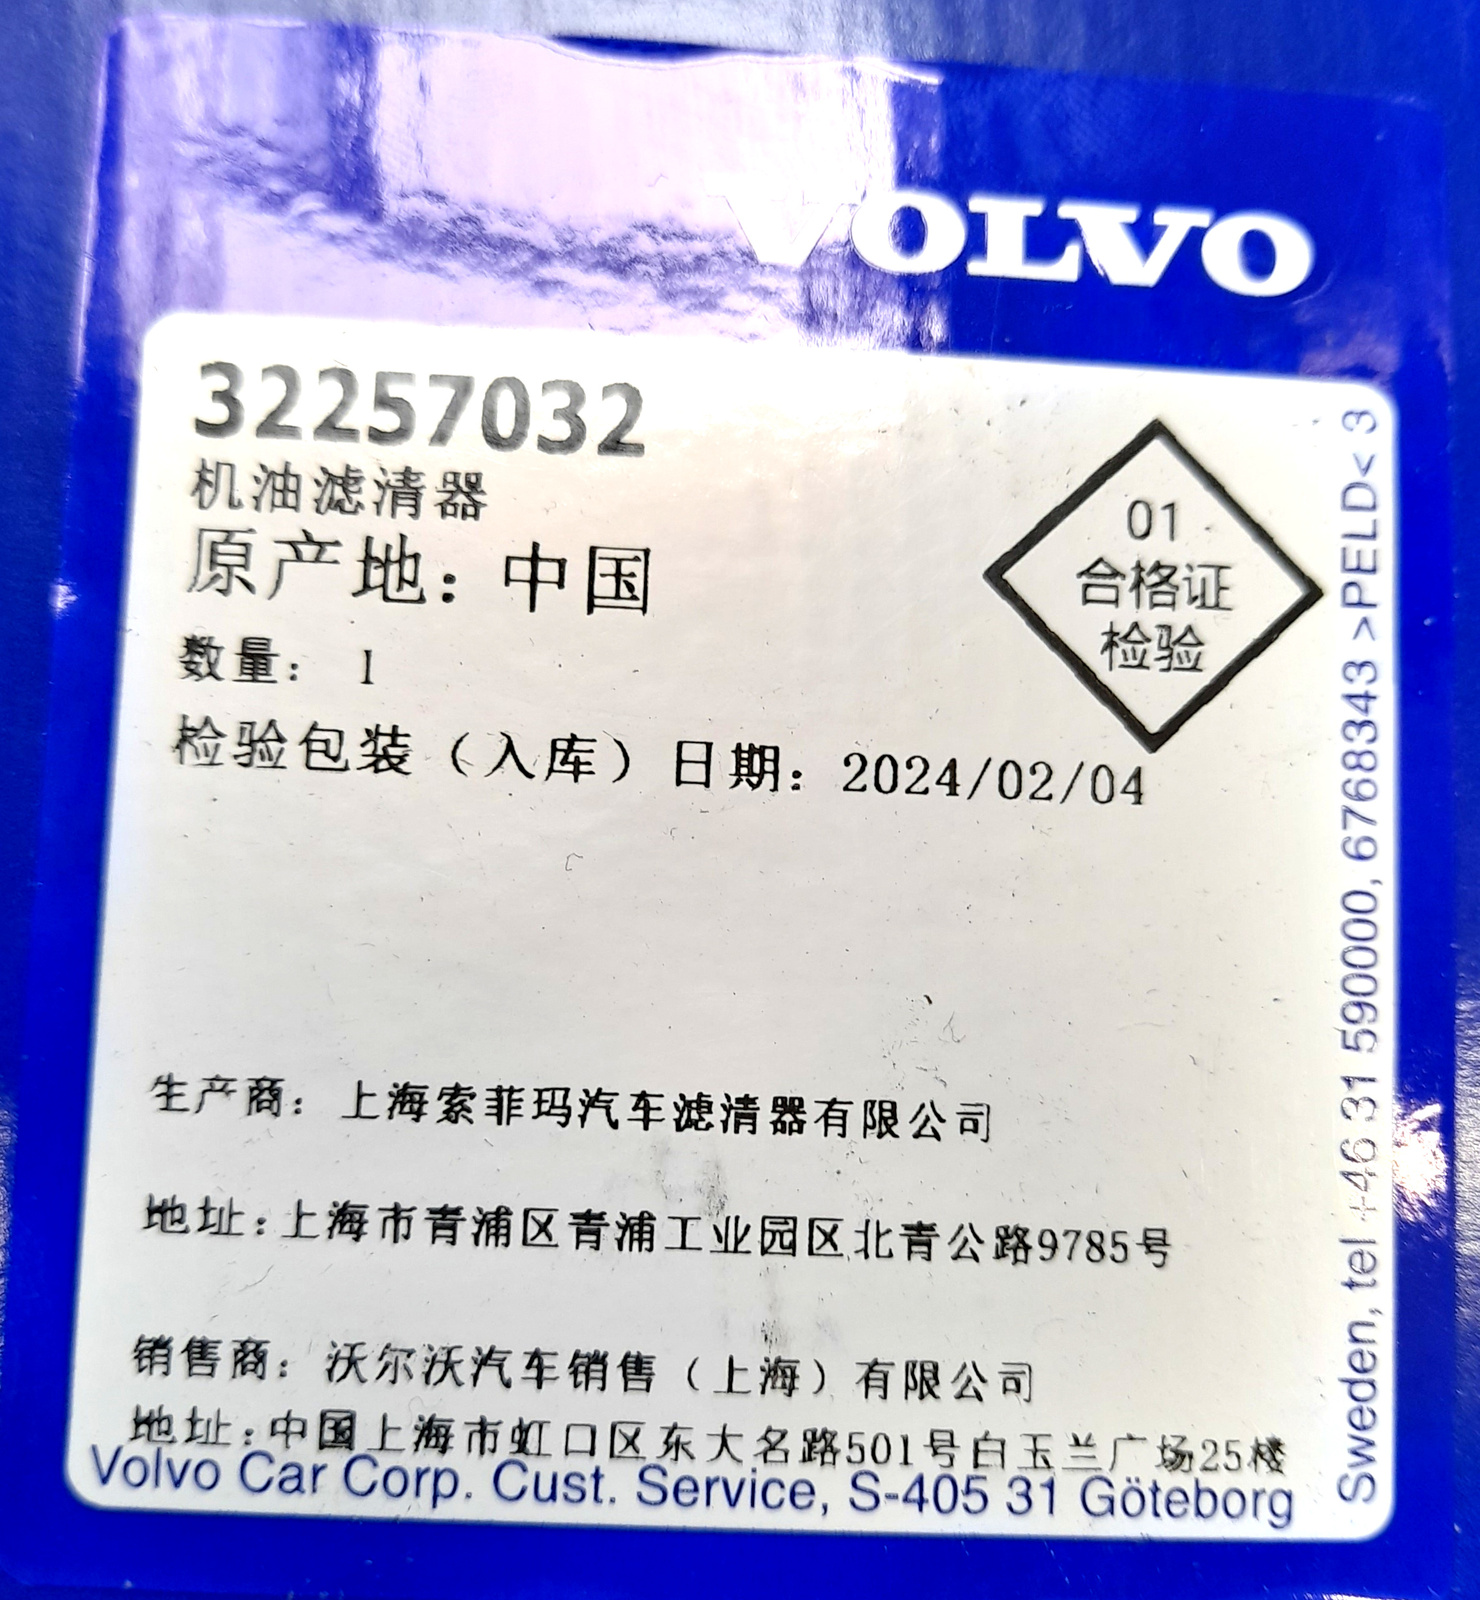 VOLVO
32257032
机油滤清器
原产地：中国
数量： 1
检验包装（入库）日期：2024/02/04
01
合格证
检验
生产商：上海索菲玛汽车滤清器有限公司
地址：上海市青浦区青浦工业园区北青公路9785号
销售商：沃尔沃汽车销售（上海）有限公司
地址：中国上海市虹口区东大名路501号白玉兰广场25楼
Volvo Car Corp. Cust. Service, S-405 31 Göteborg
Sweden, tel +46 31 590000, 6768343 >PELD< 3